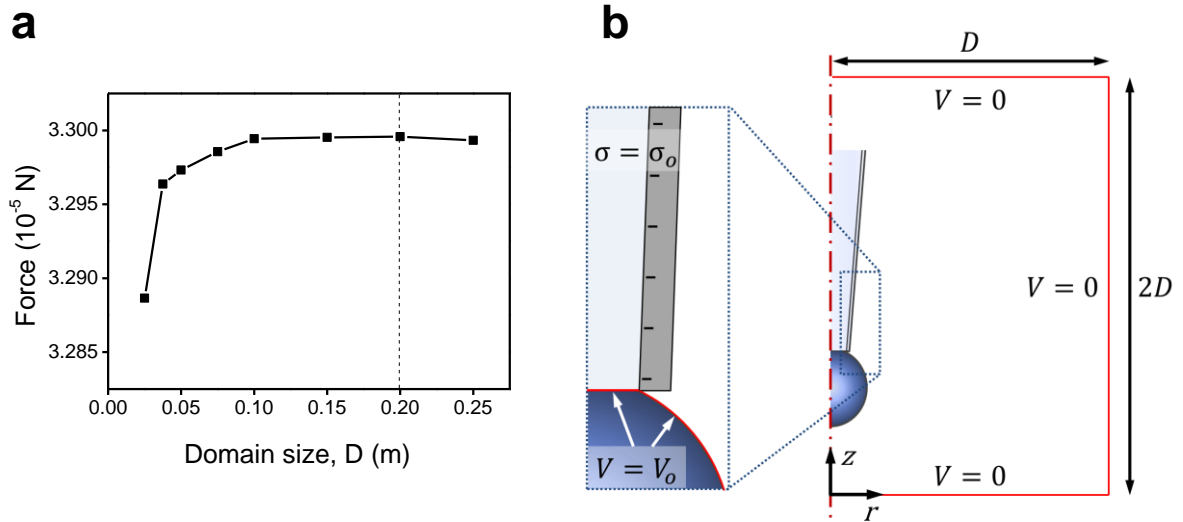 a
3.300
3.295
3.290
3.285
Force (10⁻⁵ N)
0.00 0.05 0.10 0.15 0.20 0.25
Domain size, D (m)
b
D
V = 0
σ = σₒ
V = 0
2D
V = Vₒ
z
V = 0
r